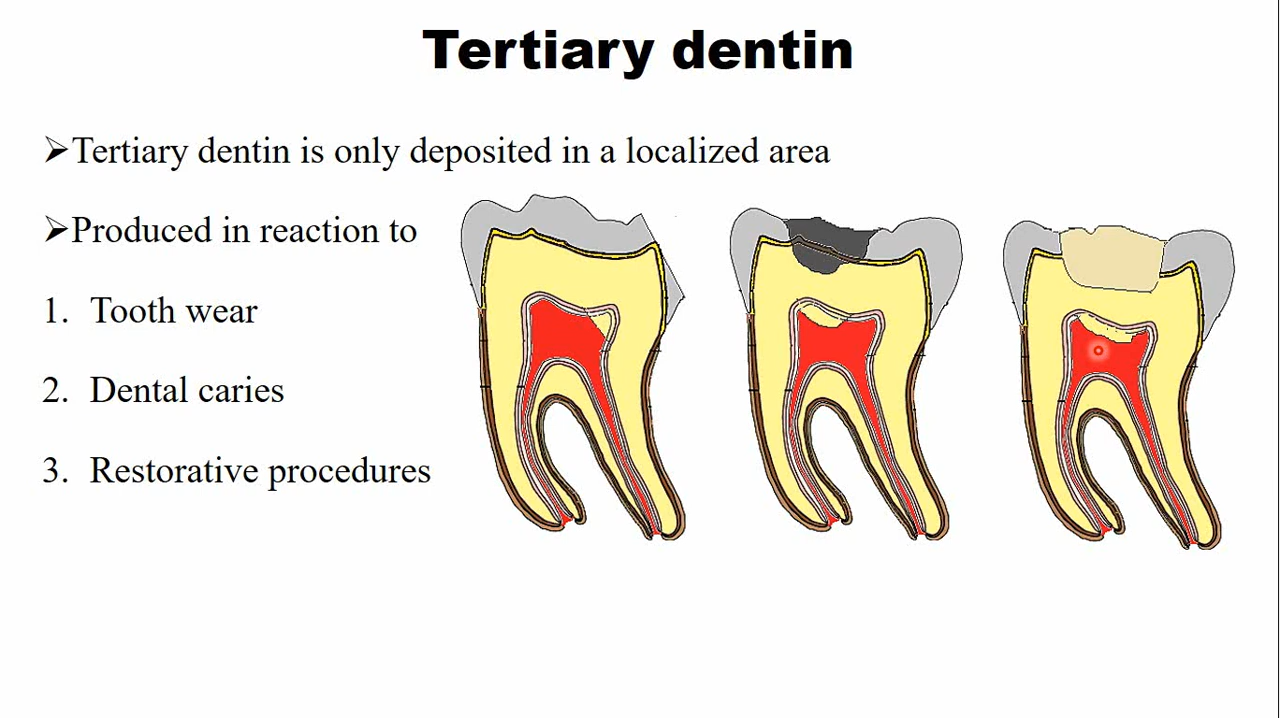 Tertiary dentin
➢Tertiary dentin is only deposited in a localized area
➢Produced in reaction to
1. Tooth wear
2. Dental caries
3. Restorative procedures